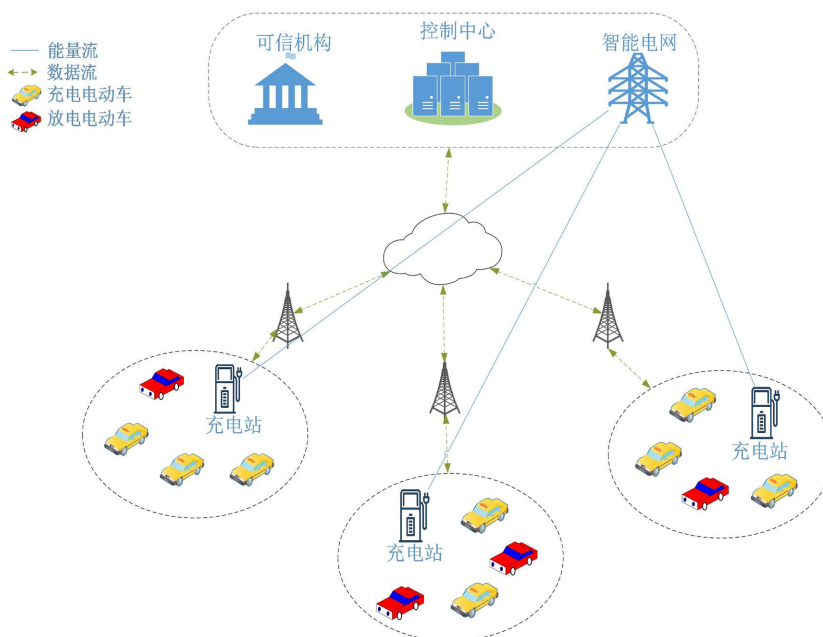 可信机构
控制中心
智能电网
能量流
数据流
充电电动车
放电电动车
充电站
充电站
充电站